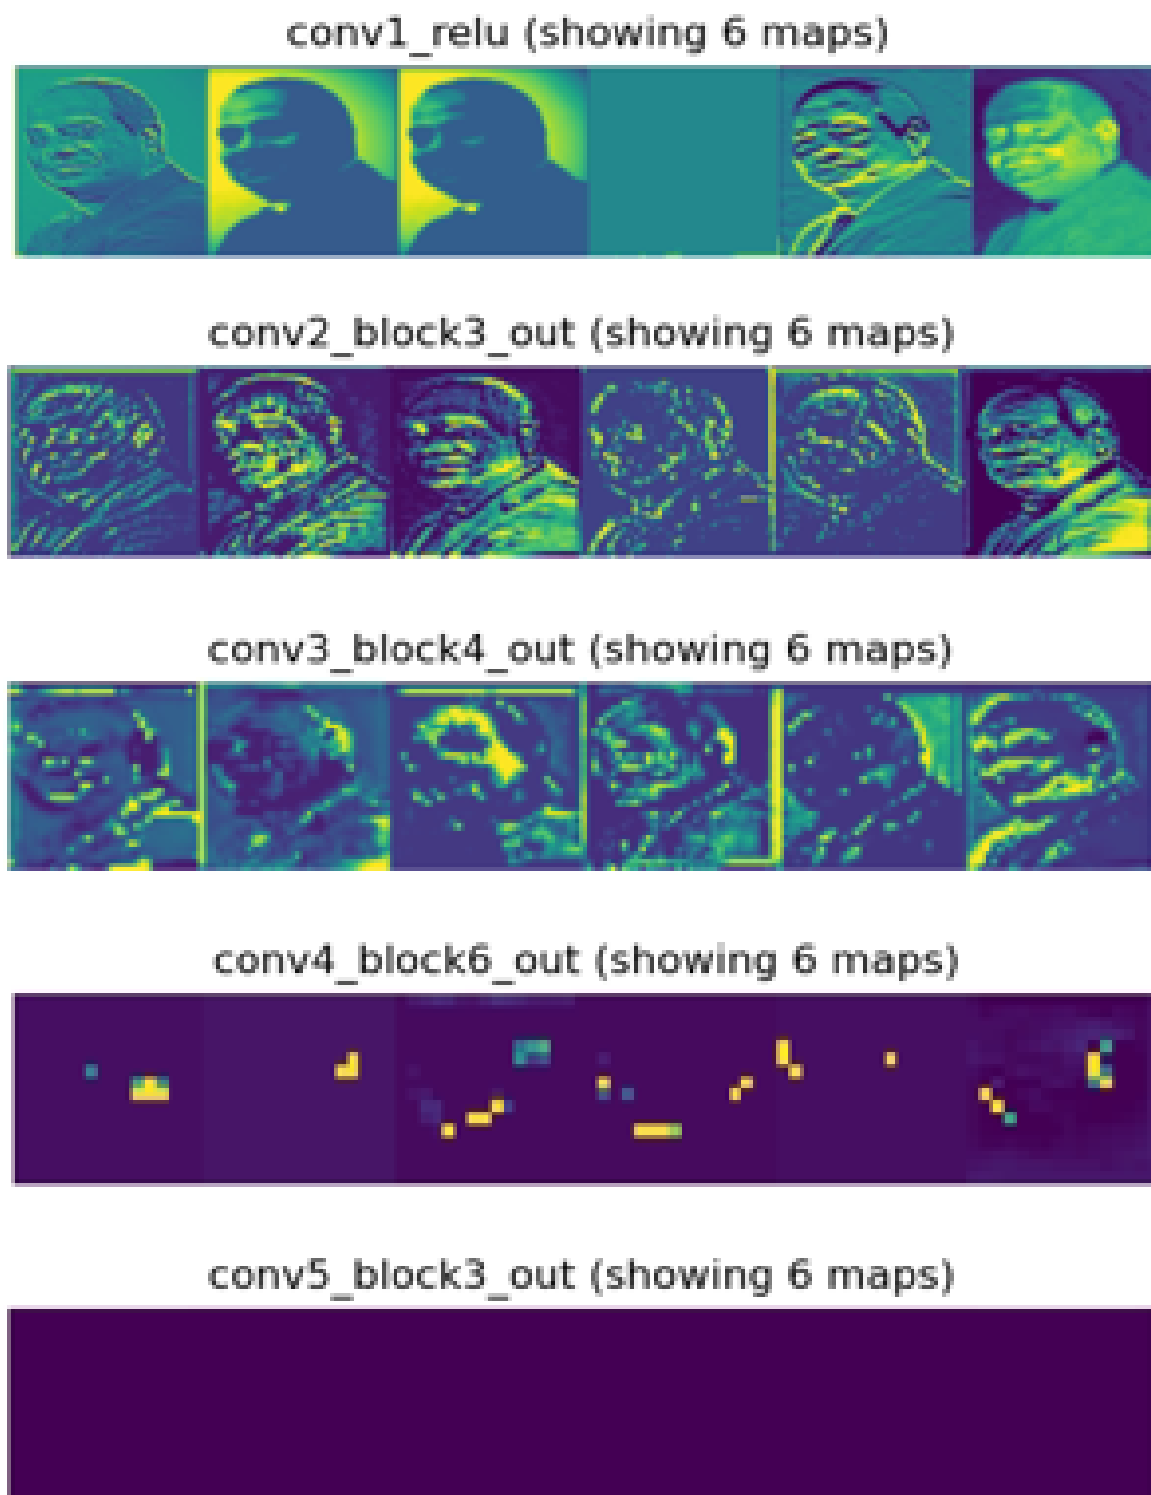 conv1_relu (showing 6 maps)
conv2_block3_out (showing 6 maps)
conv3_block4_out (showing 6 maps)
conv4_block6_out (showing 6 maps)
conv5_block3_out (showing 6 maps)